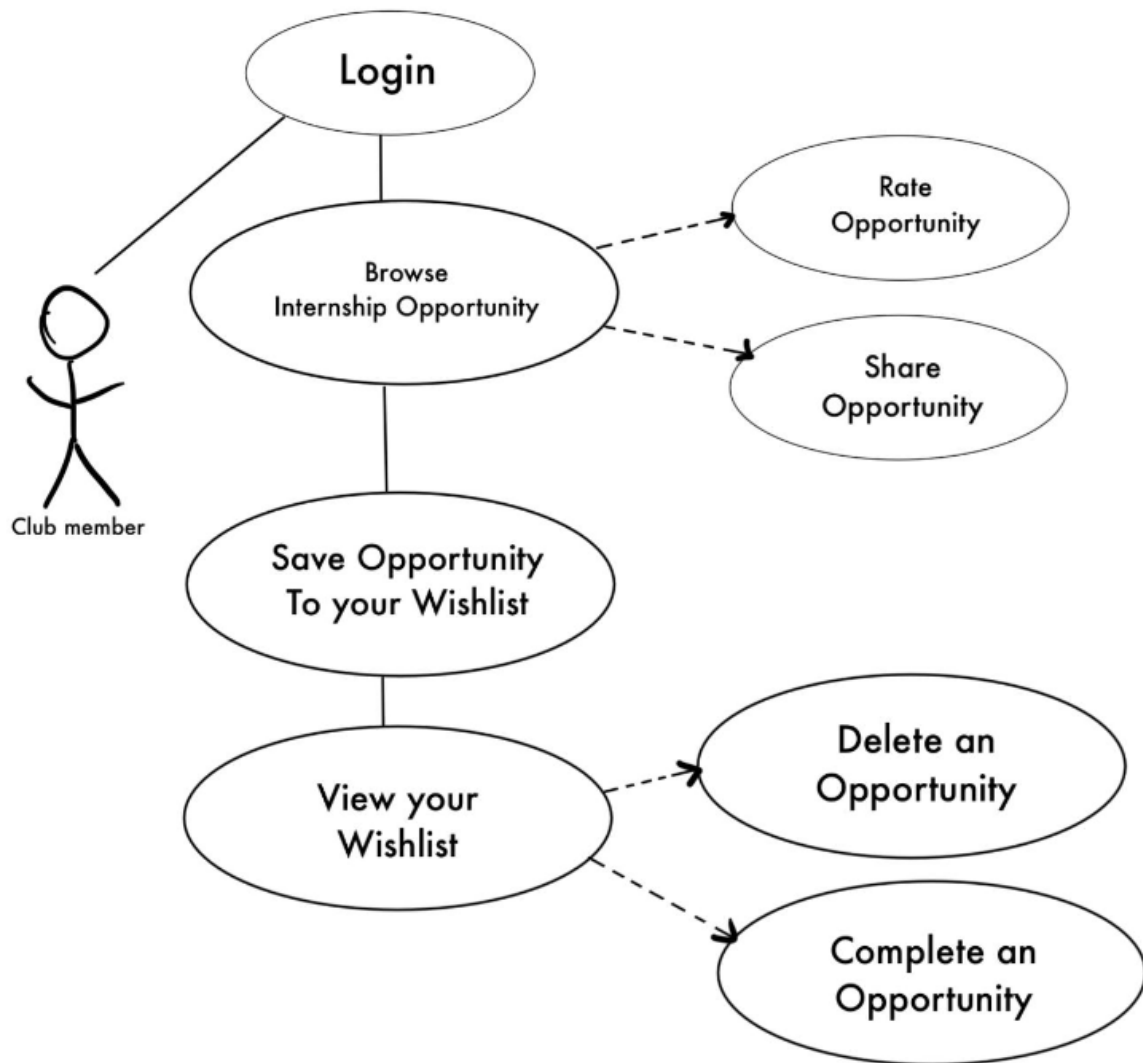 Login
Browse
Internship Opportunity
Rate
Opportunity
Share
Opportunity
Club member
Save Opportunity
To your Wishlist
View your
Wishlist
Delete an
Opportunity
Complete an
Opportunity